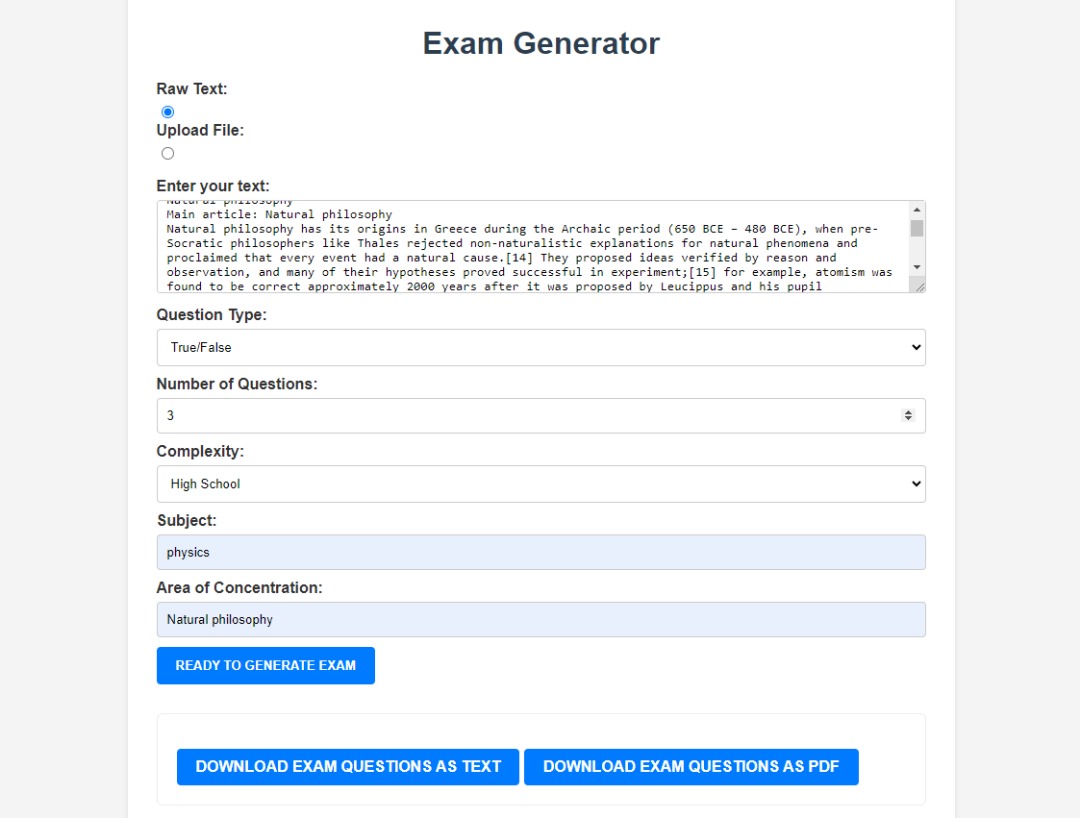 Exam Generator
Raw Text:
Upload File:
Enter your text:
Natural philosophy
Main article: Natural philosophy
Natural philosophy has its origins in Greece during the Archaic period (650 BCE – 480 BCE), when pre-
Socratic philosophers like Thales rejected non-naturalistic explanations for natural phenomena and
proclaimed that every event had a natural cause.[14] They proposed ideas verified by reason and
observation, and many of their hypotheses proved successful in experiment;[15] for example, atomism was
found to be correct approximately 2000 years after it was proposed by Leucippus and his pupil
Question Type:
True/False
Number of Questions:
3
Complexity:
High School
Subject:
physics
Area of Concentration:
Natural philosophy
READY TO GENERATE EXAM
DOWNLOAD EXAM QUESTIONS AS TEXT DOWNLOAD EXAM QUESTIONS AS PDF